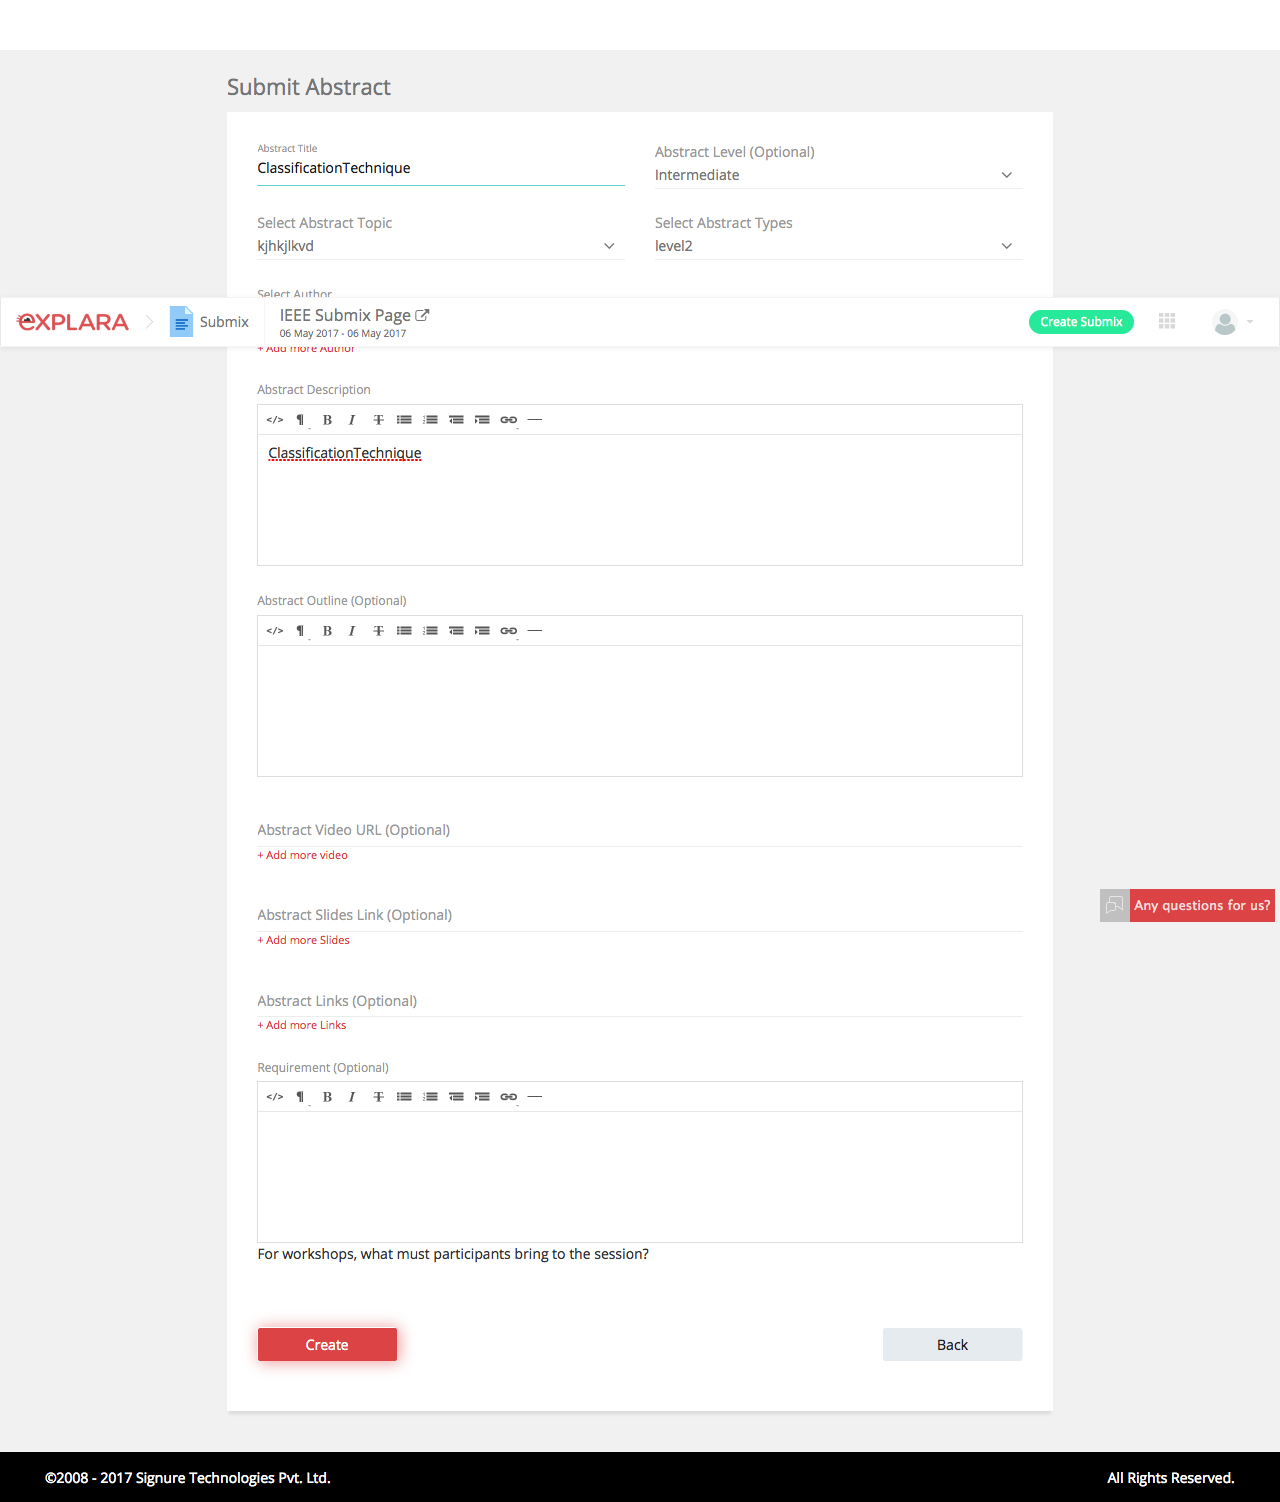 Submit Abstract
Abstract Title
ClassificationTechnique
Abstract Level (Optional)
Intermediate
Select Abstract Topic
kjhkjlkvd
Select Abstract Types
level2
Select Author
eXPLARA
Submix
IEEE Submix Page
06 May 2017 - 06 May 2017
Create Submix
+ Add more Author
Abstract Description
</> ¶ B I T
ClassificationTechnique
Abstract Outline (Optional)
</> ¶ B I T
Abstract Video URL (Optional)
+ Add more video
Any questions for us?
Abstract Slides Link (Optional)
+ Add more Slides
Abstract Links (Optional)
+ Add more Links
Requirement (Optional)
</> ¶ B I T
For workshops, what must participants bring to the session?
Create
Back
©2008 - 2017 Signure Technologies Pvt. Ltd.
All Rights Reserved.